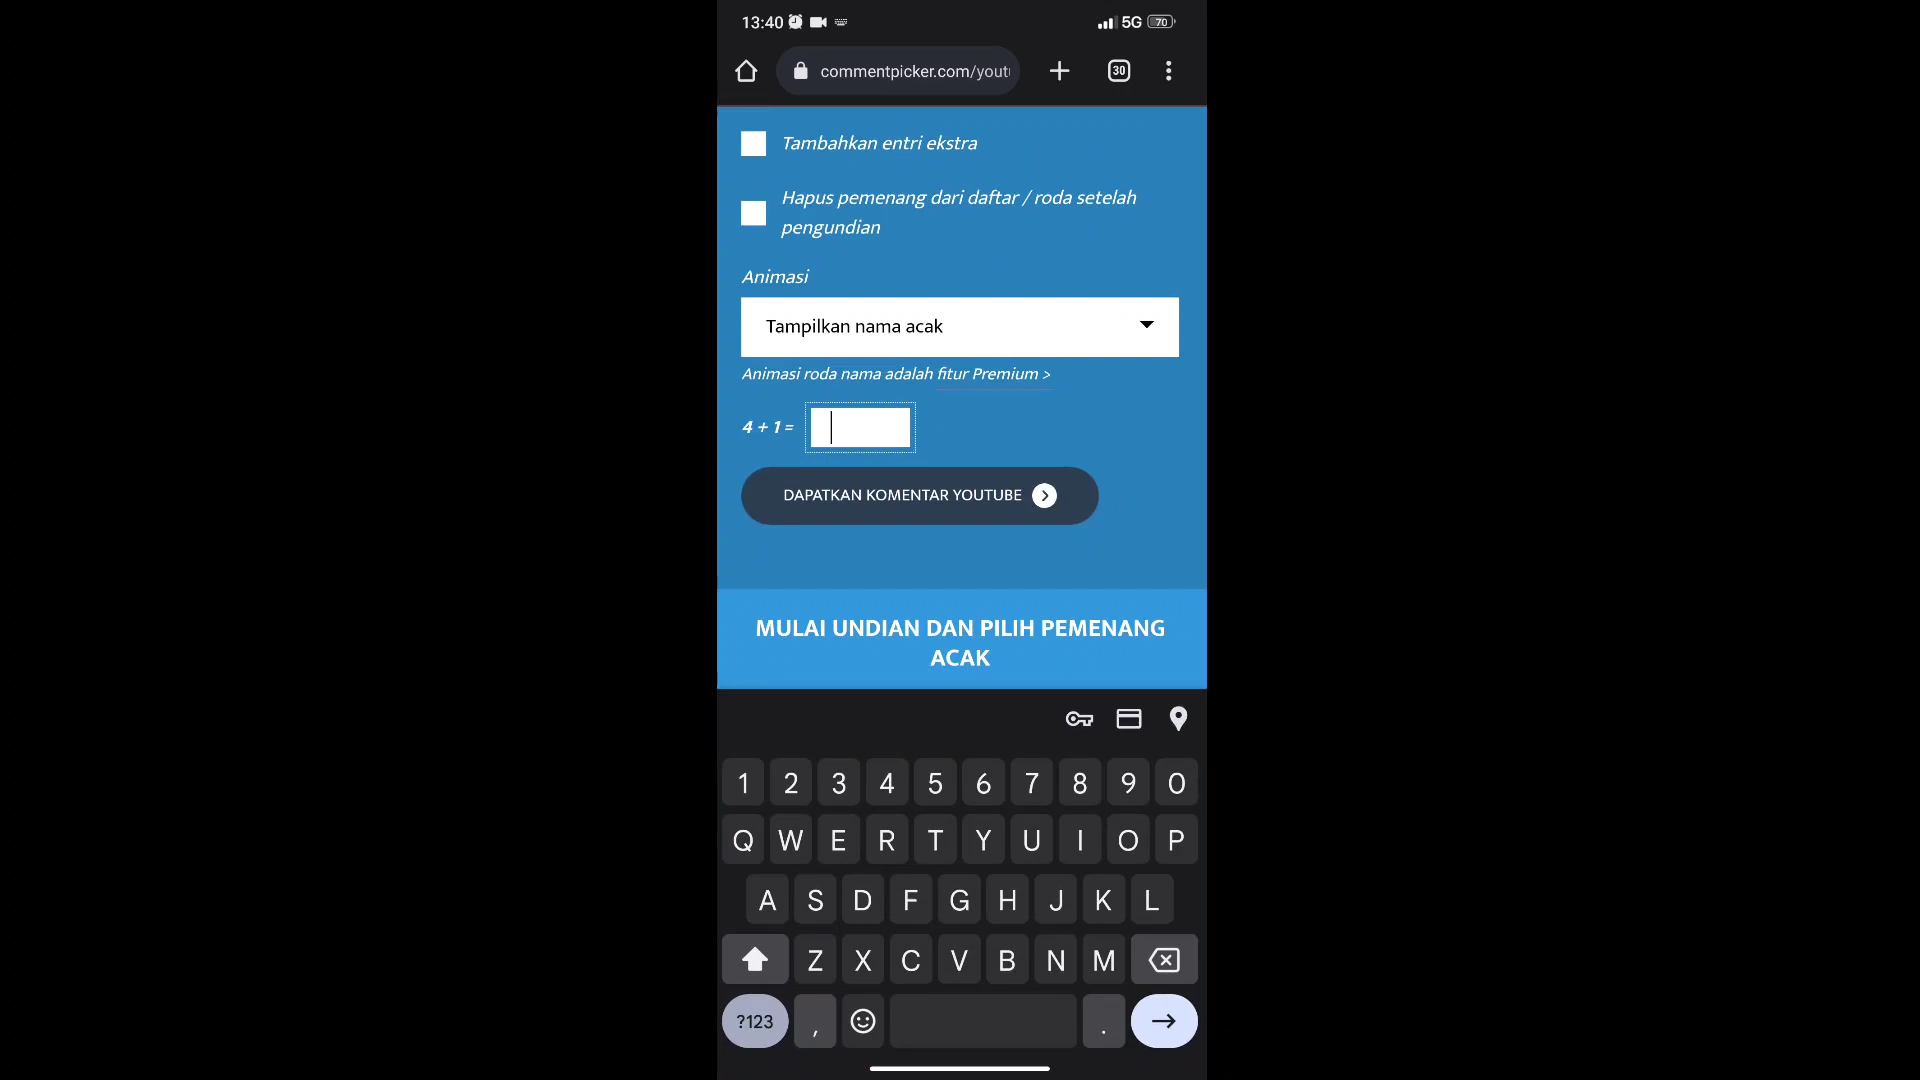 13:40
5G 70
commentpicker.com/yout
30
Tambahkan entri ekstra
Hapus pemenang dari daftar / roda setelah
pengundian
Animasi
Tampilkan nama acak
Animasi roda nama adalah fitur Premium >
4 + 1 =
DAPATKAN KOMENTAR YOUTUBE
MULAI UNDIAN DAN PILIH PEMENANG
ACAK
1 2 3 4 5 6 7 8 9 0
Q W E R T Y U I O P
A S D F G H J K L
Z X C V B N M
?123 , .